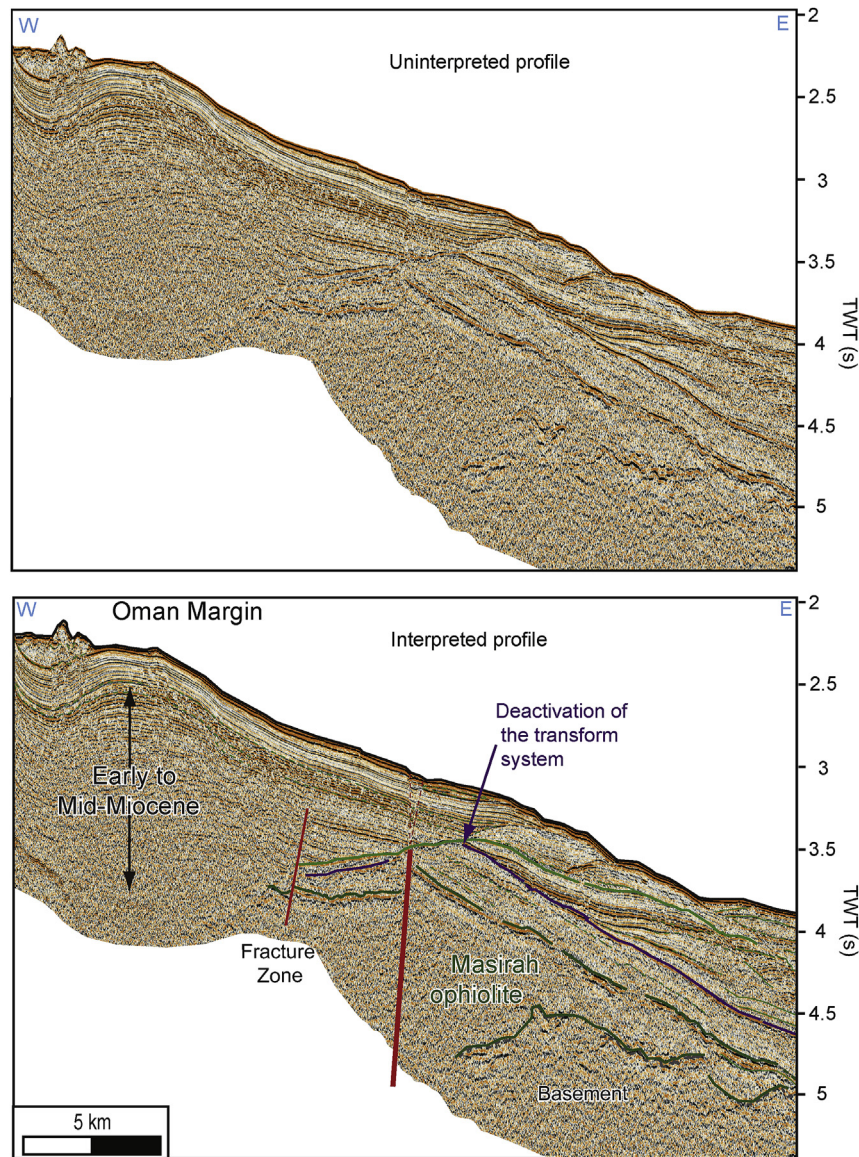 W
E
Uninterpreted profile
2
2.5
3
3.5
4
4.5
5
TWT (s)
W
Oman Margin
E
Interpreted profile
2
2.5
3
3.5
4
4.5
5
TWT (s)
Deactivation of
the transform
system
Early to
Mid-Miocene
Fracture
Zone
Masirah
ophiolite
Basement
5 km